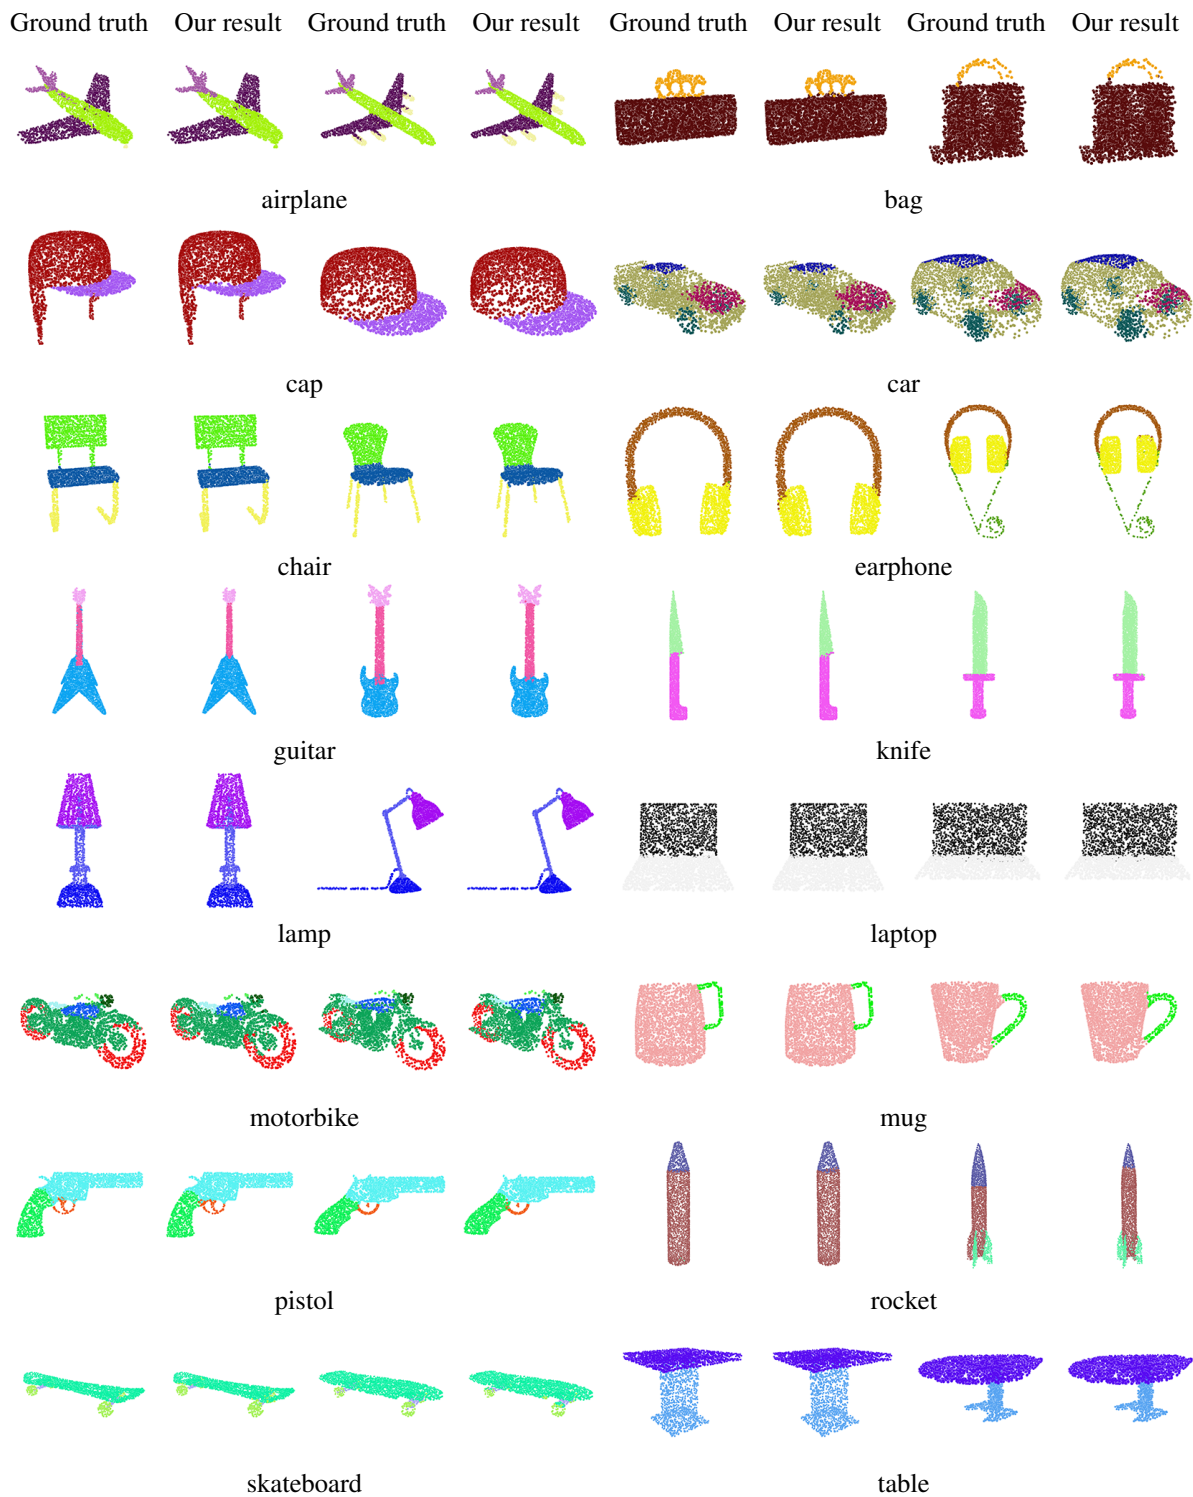 Ground truth Our result Ground truth Our result Ground truth Our result Ground truth Our result
airplane bag
cap car
chair earphone
guitar knife
lamp laptop
motorbike mug
pistol rocket
skateboard table